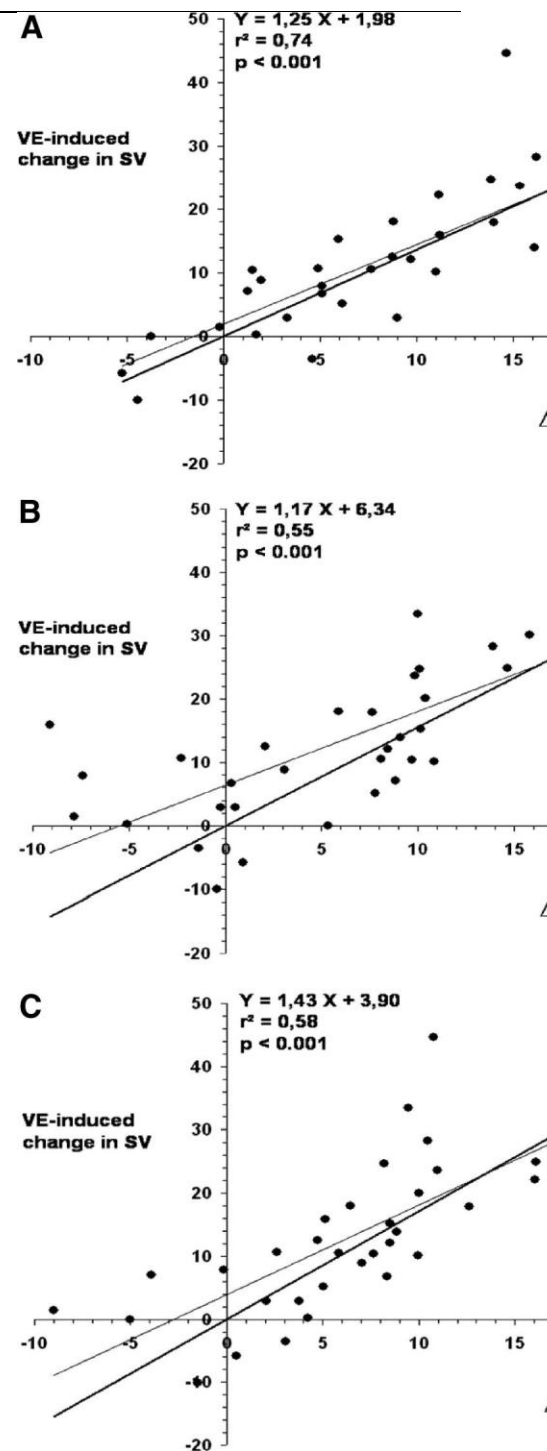 A
Y = 1,25 X + 1,98
r² = 0,74
p < 0.001
VE-induced
change in SV
50
40
30
20
10
0
-10
-20
-10
-5
0
5
10
15
B
Y = 1,17 X + 6,34
r² = 0,55
p < 0.001
VE-induced
change in SV
50
40
30
20
10
0
-10
-20
-10
-5
0
5
10
15
C
Y = 1,43 X + 3,90
r² = 0,58
p < 0.001
VE-induced
change in SV
50
40
30
20
10
0
-10
-20
-10
-5
0
5
10
15